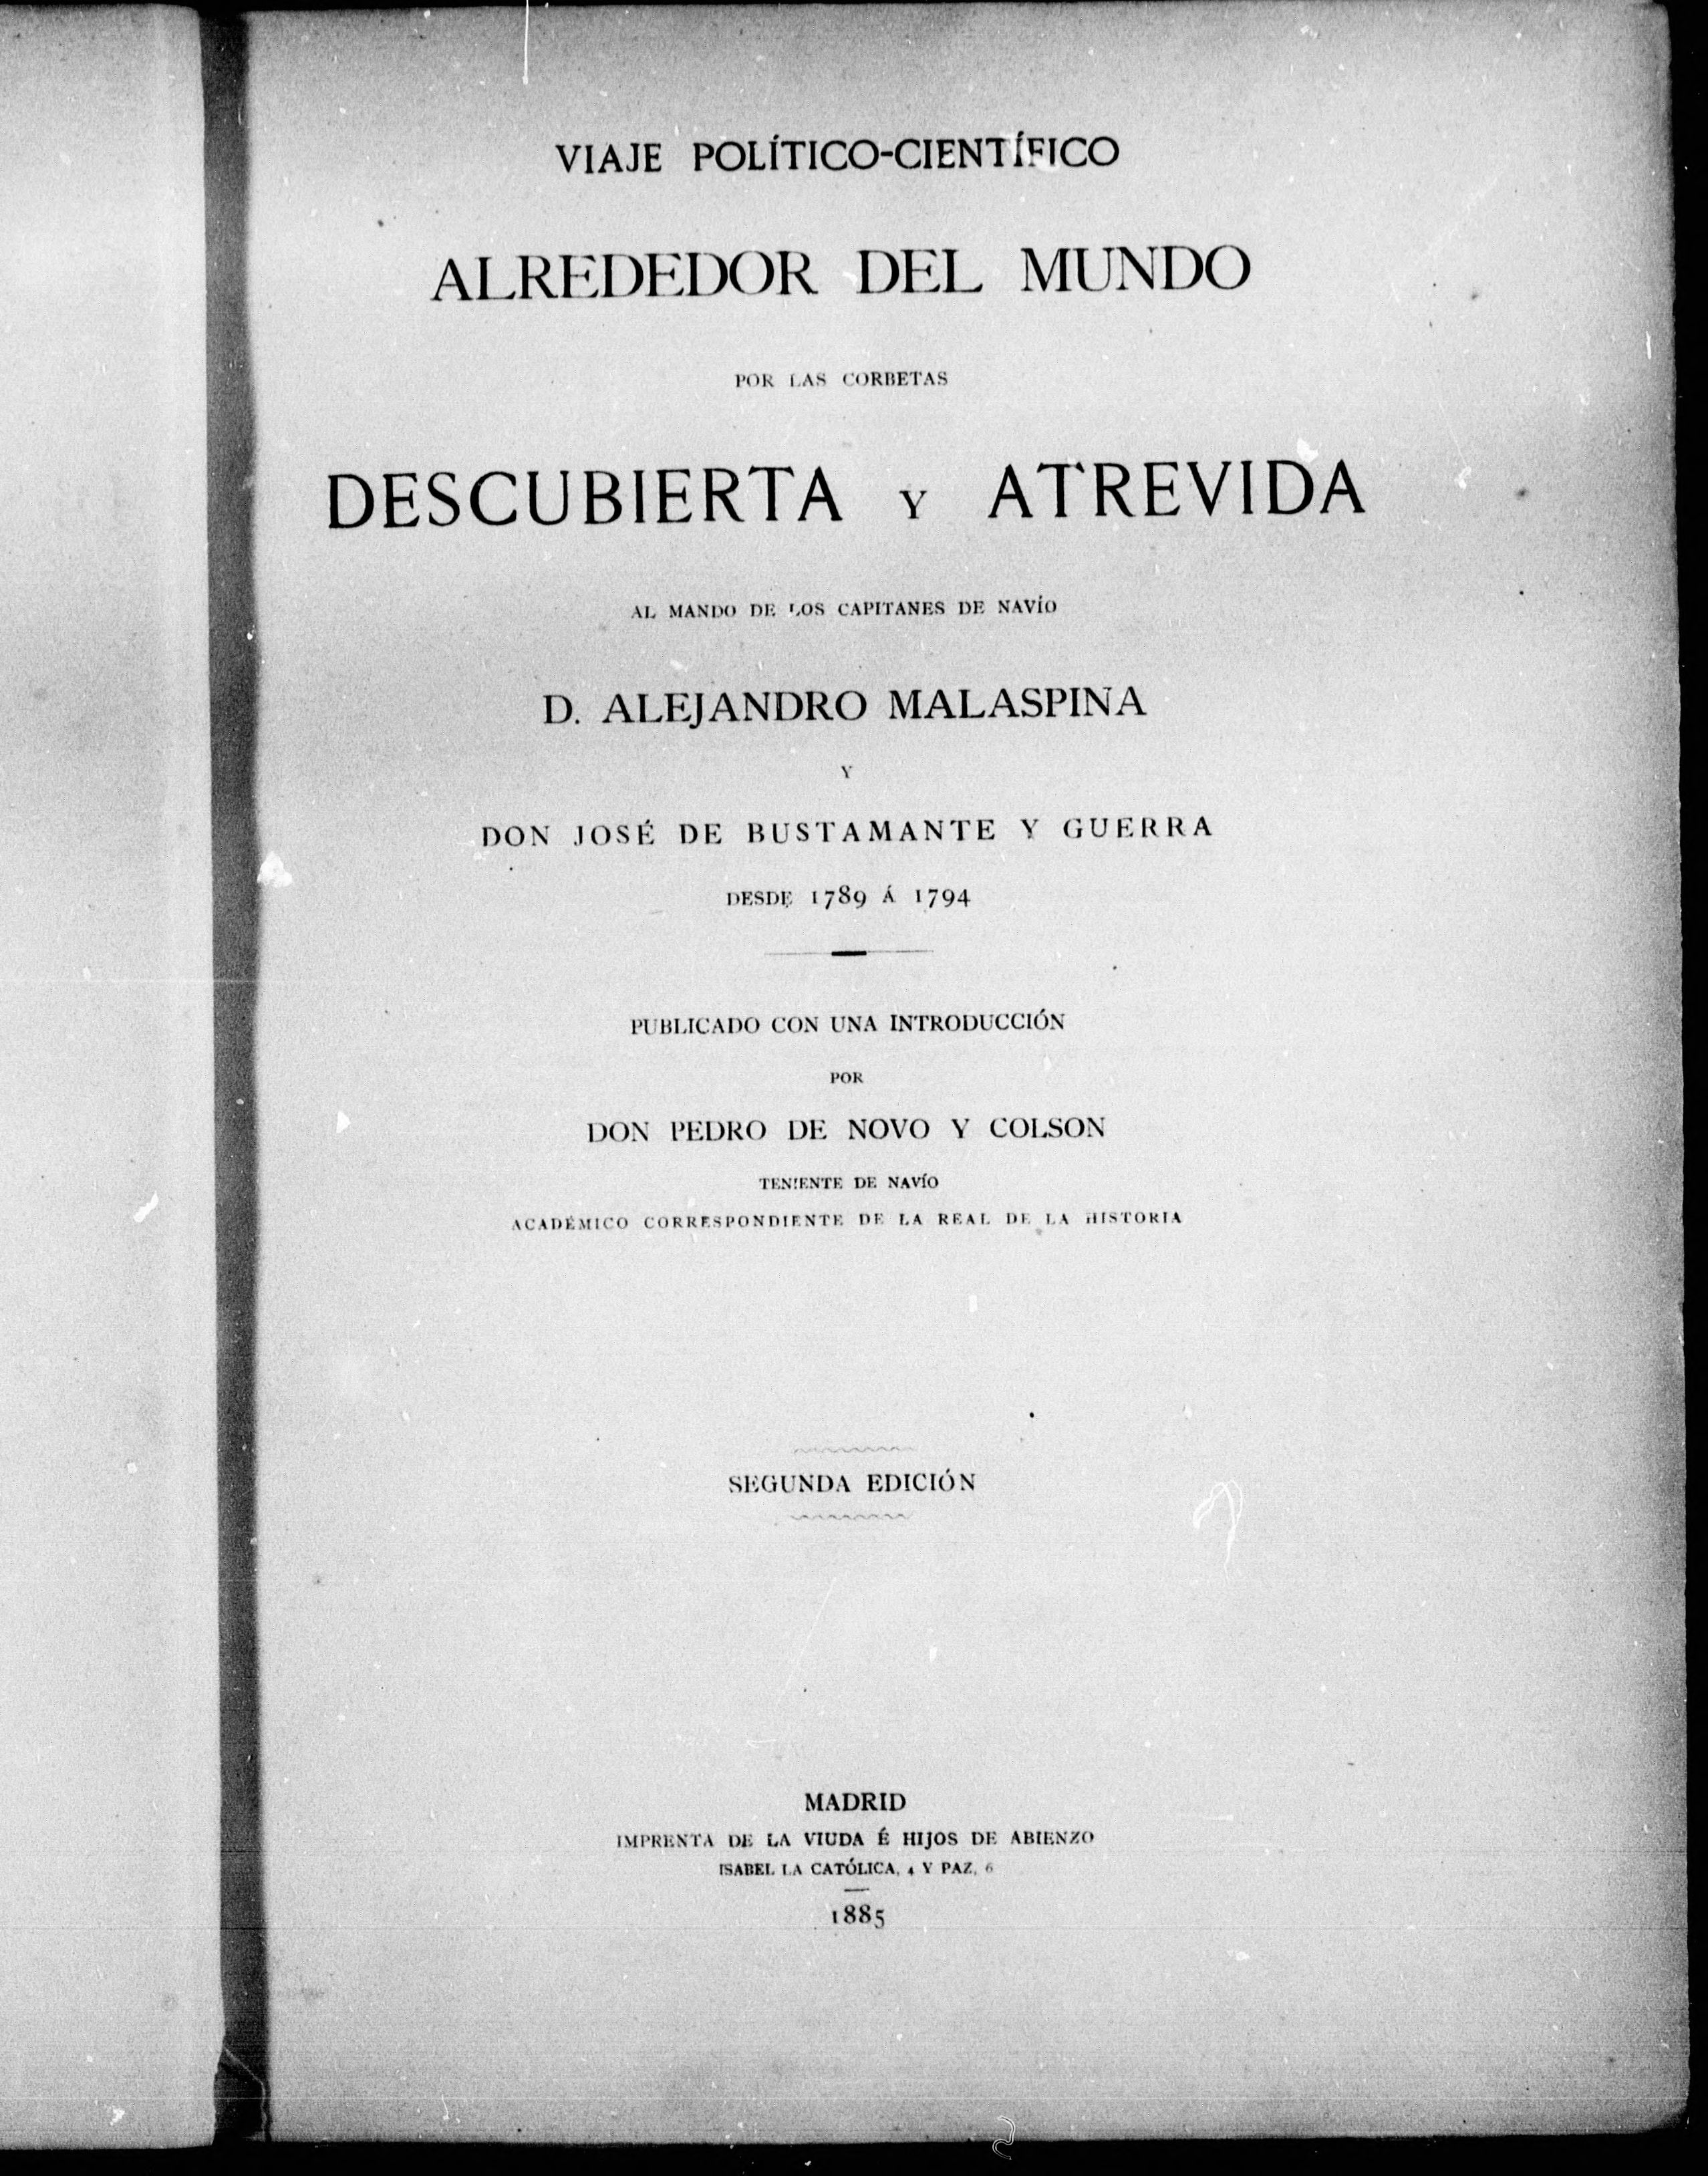 VIAJE POLÍTICO-CIENTÍFICO
ALREDEDOR DEL MUNDO
POR LAS CORBETAS
DESCUBIERTA Y ATREVIDA
AL MANDO DE LOS CAPITANES DE NAVÍO
D. ALEJANDRO MALASPINA
Y
DON JOSÉ DE BUSTAMANTE Y GUERRA
DESDE 1789 Á 1794
PUBLICADO CON UNA INTRODUCCIÓN
POR
DON PEDRO DE NOVO Y COLSON
TENIENTE DE NAVÍO
ACADÉMICO CORRESPONDIENTE DE LA REAL DE LA HISTORIA
SEGUNDA EDICIÓN
MADRID
IMPRENTA DE LA VIUDA É HIJOS DE ABIENZO
ISABEL LA CATÓLICA, 4 Y PAZ, 6
1885